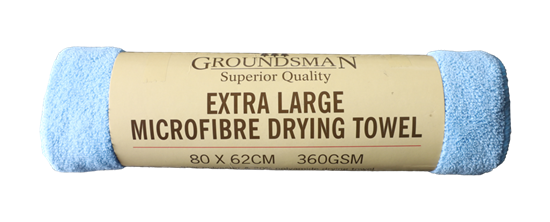 GROUNDSMAN
Superior Quality
EXTRA LARGE
MICROFIBRE DRYING TOWEL
80 X 62CM 360GSM